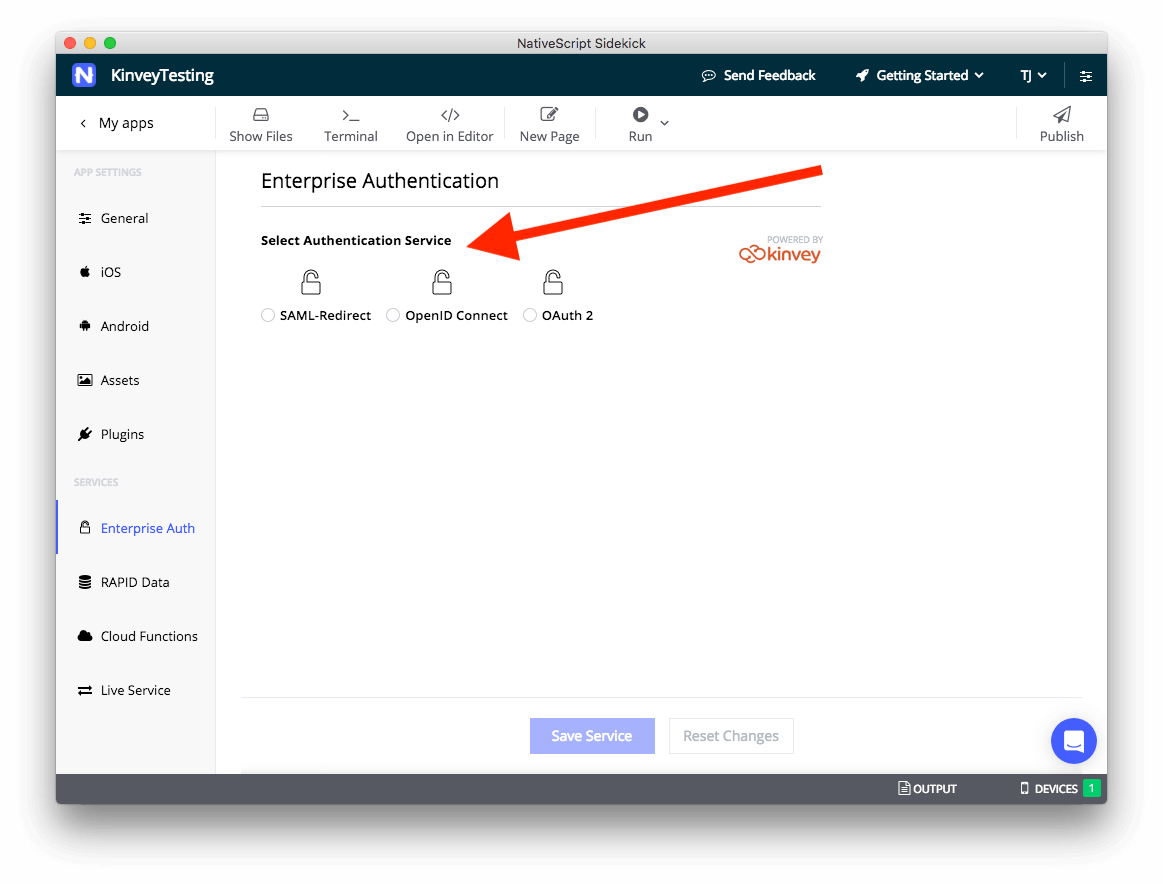 NativeScript Sidekick
KinveyTesting
Send Feedback
Getting Started
TJ
My apps
Show Files
Terminal
Open in Editor
New Page
Run
Publish
APP SETTINGS
General
iOS
Android
Assets
Plugins
SERVICES
Enterprise Auth
RAPID Data
Cloud Functions
Live Service
Enterprise Authentication
Select Authentication Service
POWERED BY
kinvey
SAML-Redirect
OpenID Connect
OAuth 2
Save Service
Reset Changes
OUTPUT
DEVICES 1